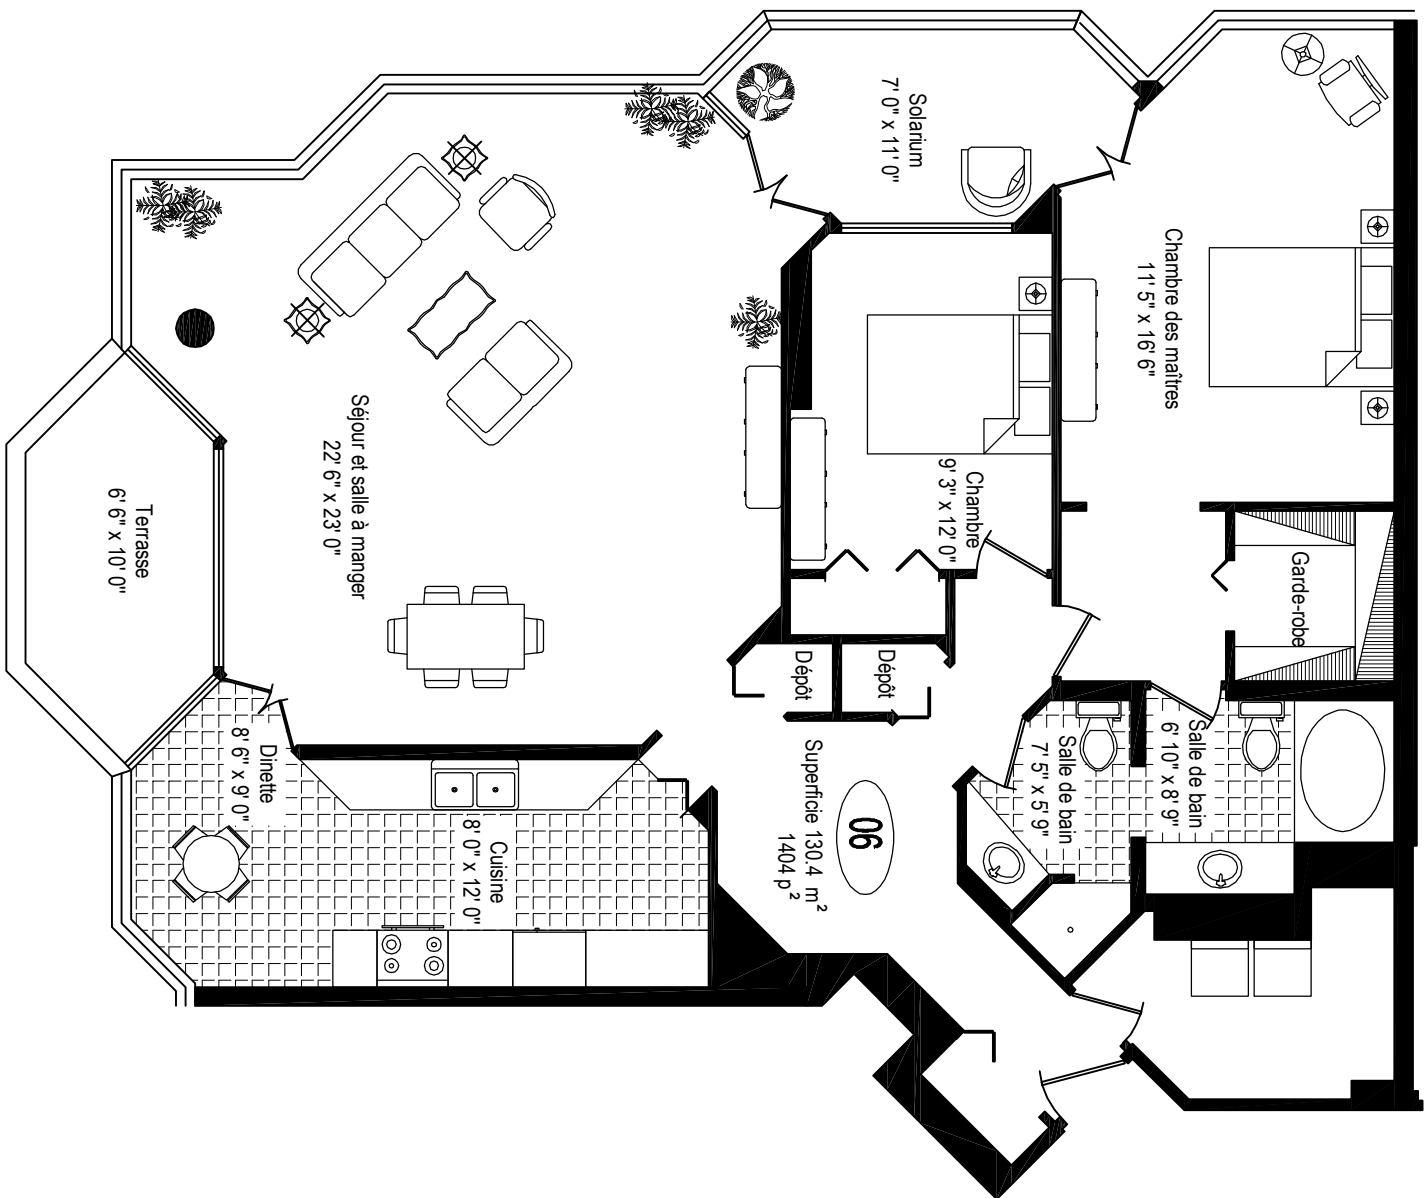 Solarium
7' 0" x 11' 0"
Chambre des maîtres
11' 5" x 16' 6"
Séjour et salle à manger
22' 6" x 23' 0"
Chambre
9' 3" x 12' 0"
Garde-robe
Terrasse
6' 6" x 10' 0"
Dépôt
Dépôt
Salle de bain
6' 10" x 8' 9"
Salle de bain
7' 5" x 5' 9"
Superficie 130.4 m²
1404 p²
06
Dinette
8' 6" x 9' 0"
Cuisine
8' 0" x 12' 0"